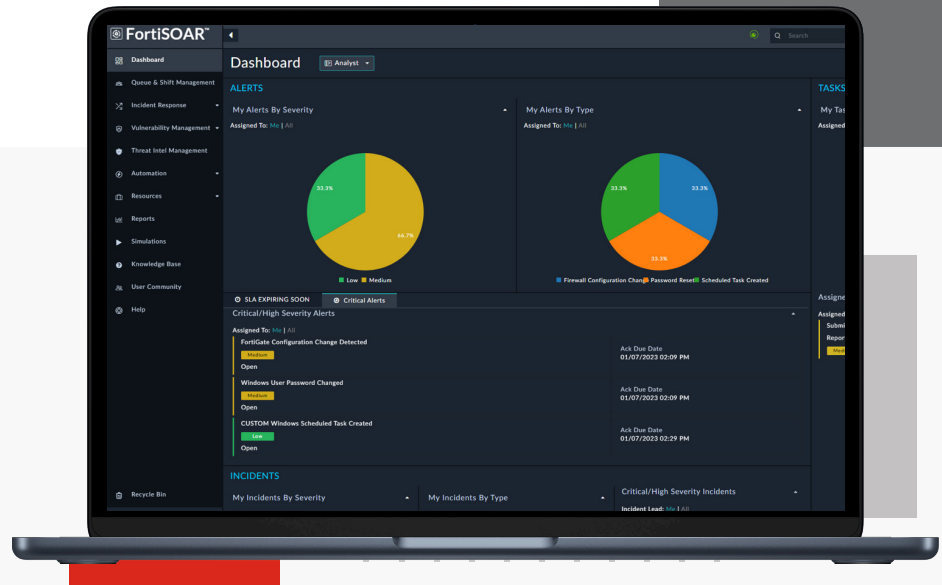 FortiSOAR™
Search
Dashboard
Queue & Shift Management
Incident Response
Vulnerability Management
Threat Intel Management
Automation
Resources
Reports
Simulations
Knowledge Base
User Community
Help
Recycle Bin
Dashboard
Analyst
ALERTS
My Alerts By Severity
Assigned To: Me | All
33.3%
66.7%
Low
Medium
My Alerts By Type
Assigned To: Me | All
33.3%
33.3%
33.3%
Firewall Configuration Chang
Password Reset
Scheduled Task Created
SLA EXPIRING SOON
Critical Alerts
Critical/High Severity Alerts
Assigned To: Me | All
FortiGate Configuration Change Detected
Medium
Open
Ack Due Date
01/07/2023 02:09 PM
Windows User Password Changed
Medium
Open
Ack Due Date
01/07/2023 02:09 PM
CUSTOM Windows Scheduled Task Created
Low
Open
Ack Due Date
01/07/2023 02:29 PM
INCIDENTS
My Incidents By Severity
My Incidents By Type
Critical/High Severity Incidents
Incident Lead: Me | All
TASKS
My Tas
Assigned
Assigne
Assigned
Submi
Repor
Medi